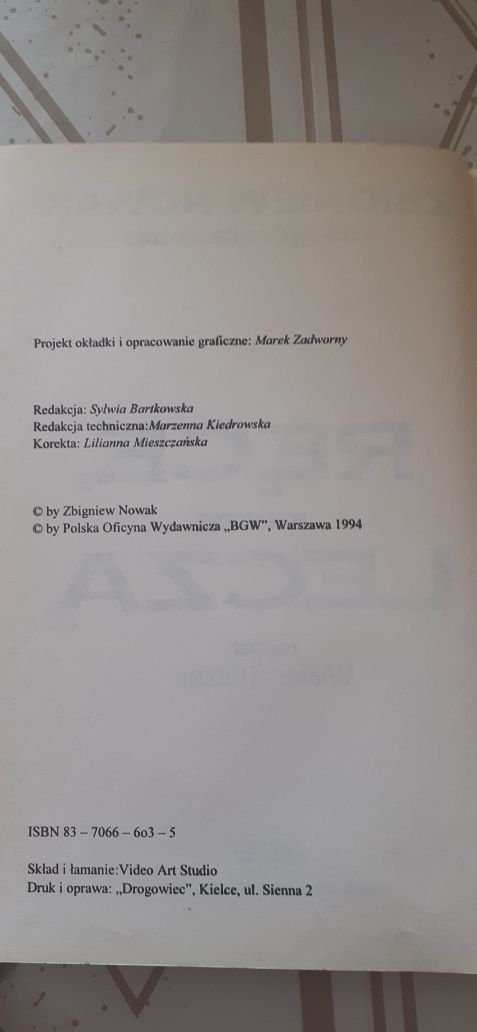 Projekt okładki i opracowanie graficzne: Marek Zadworny
Redakcja: Sylwia Bartkowska
Redakcja techniczna:Marzenna Kiedrowska
Korekta: Lilianna Mieszczańska
© by Zbigniew Nowak
© by Polska Oficyna Wydawnicza „BGW”, Warszawa 1994
ISBN 83 – 7066 – 6o3 – 5
Skład i łamanie:Video Art Studio
Druk i oprawa: „Drogowiec”, Kielce, ul. Sienna 2